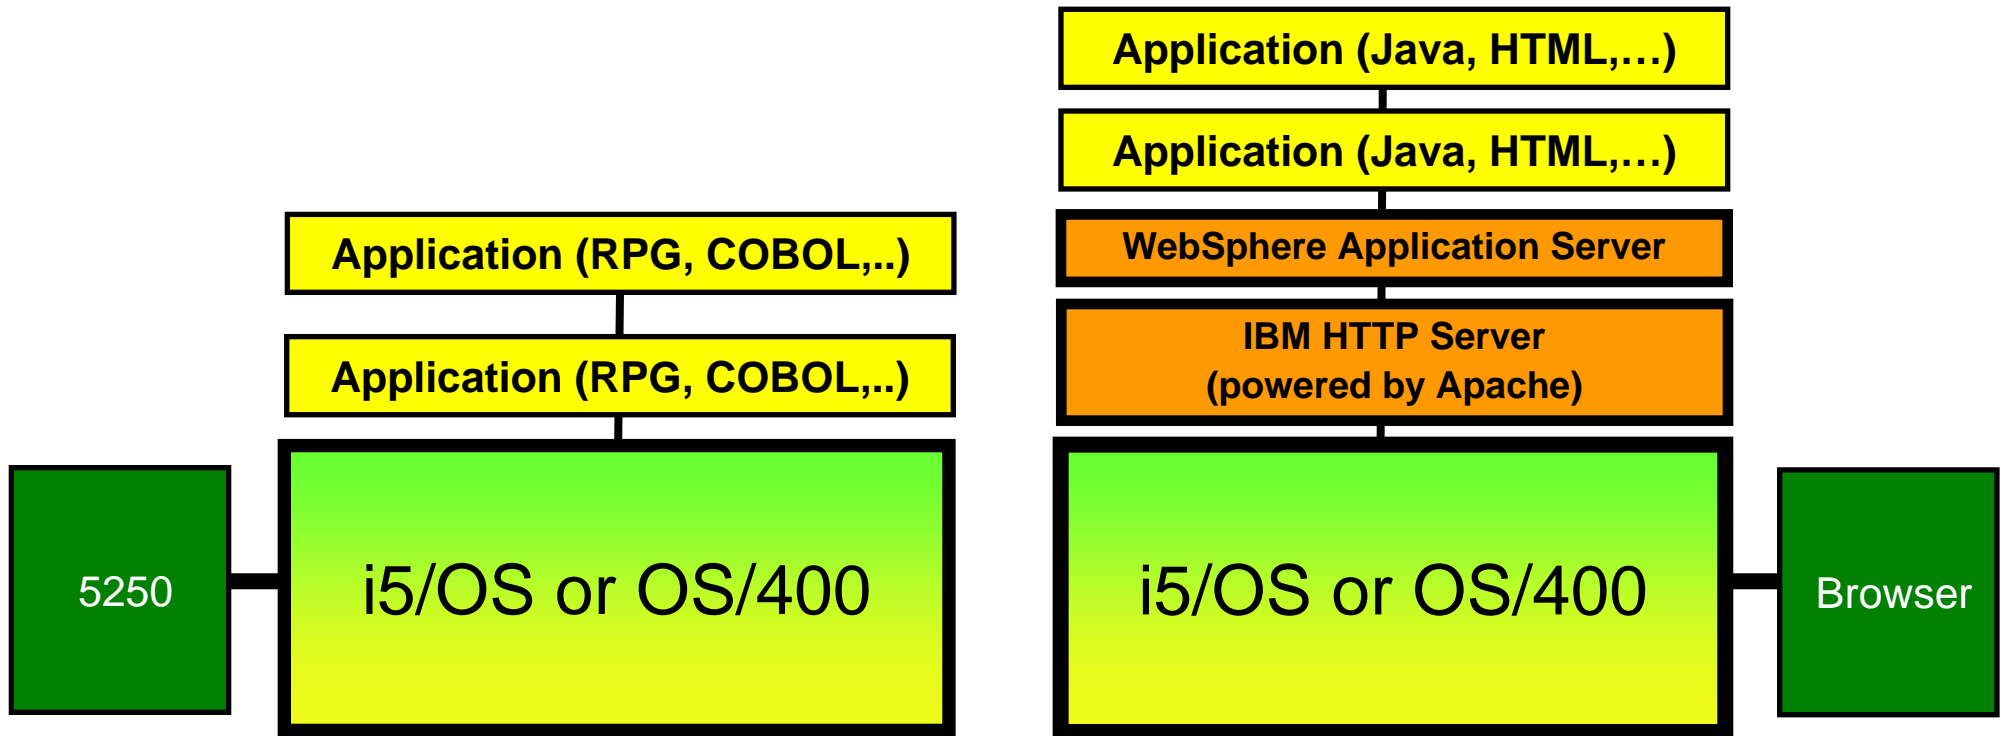 Application (Java, HTML,…)
Application (Java, HTML,…)
WebSphere Application Server
IBM HTTP Server
(powered by Apache)
Application (RPG, COBOL,..)
Application (RPG, COBOL,..)
5250
i5/OS or OS/400
i5/OS or OS/400
Browser